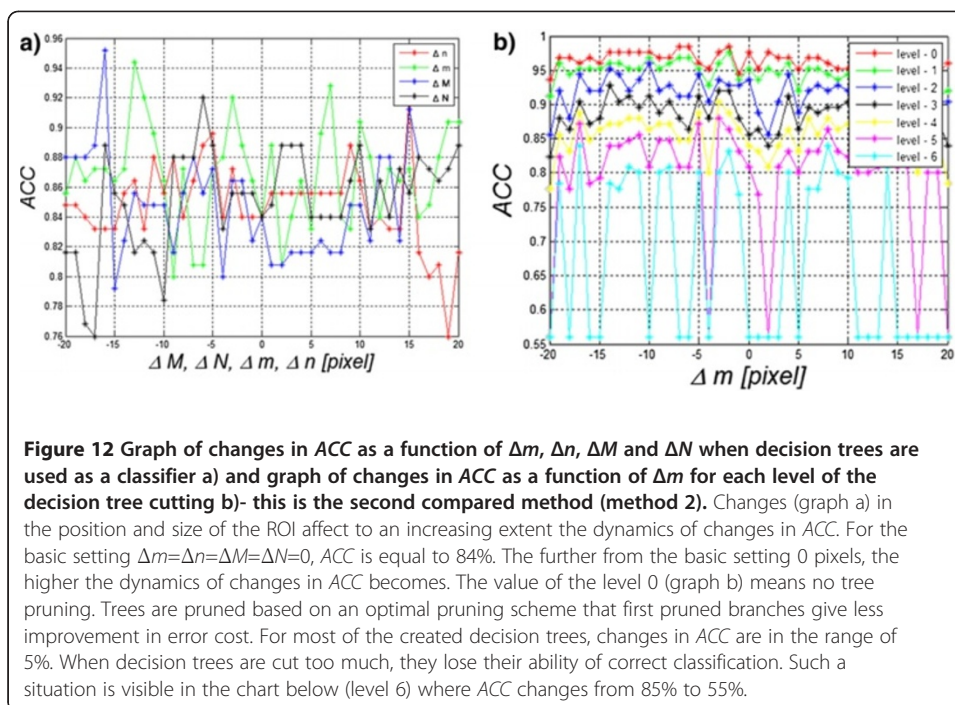 a)
0.96
0.94
0.92
0.9
0.88
0.86
0.84
0.82
0.8
0.78
0.76
ACC
-20 -15 -10 -5 0 5 10 15 20
Δ M, Δ N, Δ m, Δ n [pixel]
Δ n
Δ m
Δ M
Δ N
b)
1
0.95
0.9
0.85
0.8
0.75
0.7
0.65
0.6
0.55
ACC
-20 -15 -10 -5 0 5 10 15 20
Δ m [pixel]
level - 0
level - 1
level - 2
level - 3
level - 4
level - 5
level - 6
Figure 12 Graph of changes in ACC as a function of Δm, Δn, ΔM and ΔN when decision trees are
used as a classifier a) and graph of changes in ACC as a function of Δm for each level of the
decision tree cutting b)- this is the second compared method (method 2). Changes (graph a) in
the position and size of the ROI affect to an increasing extent the dynamics of changes in ACC. For the
basic setting Δm=Δn=ΔM=ΔN=0, ACC is equal to 84%. The further from the basic setting 0 pixels, the
higher the dynamics of changes in ACC becomes. The value of the level 0 (graph b) means no tree
pruning. Trees are pruned based on an optimal pruning scheme that first pruned branches give less
improvement in error cost. For most of the created decision trees, changes in ACC are in the range of
5%. When decision trees are cut too much, they lose their ability of correct classification. Such a
situation is visible in the chart below (level 6) where ACC changes from 85% to 55%.